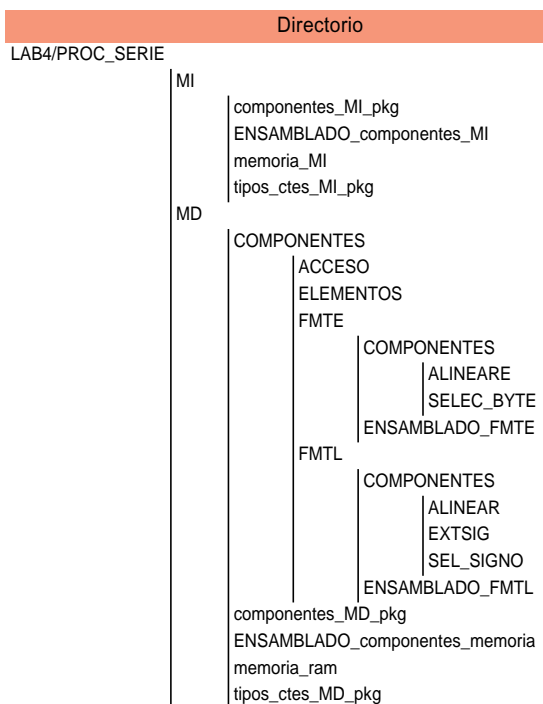 Directorio
LAB4/PROC_SERIE
MI
componentes_MI_pkg
ENSAMBLADO_componentes_MI
memoria_MI
tipos_ctes_MI_pkg
MD
COMPONENTES
ACCESO
ELEMENTOS
FMTE
COMPONENTES
ALINEARE
SELEC_BYTE
ENSAMBLADO_FMTE
FMTL
COMPONENTES
ALINEAR
EXTSIG
SEL_SIGNO
ENSAMBLADO_FMTL
componentes_MD_pkg
ENSAMBLADO_componentes_memoria
memoria_ram
tipos_ctes_MD_pkg